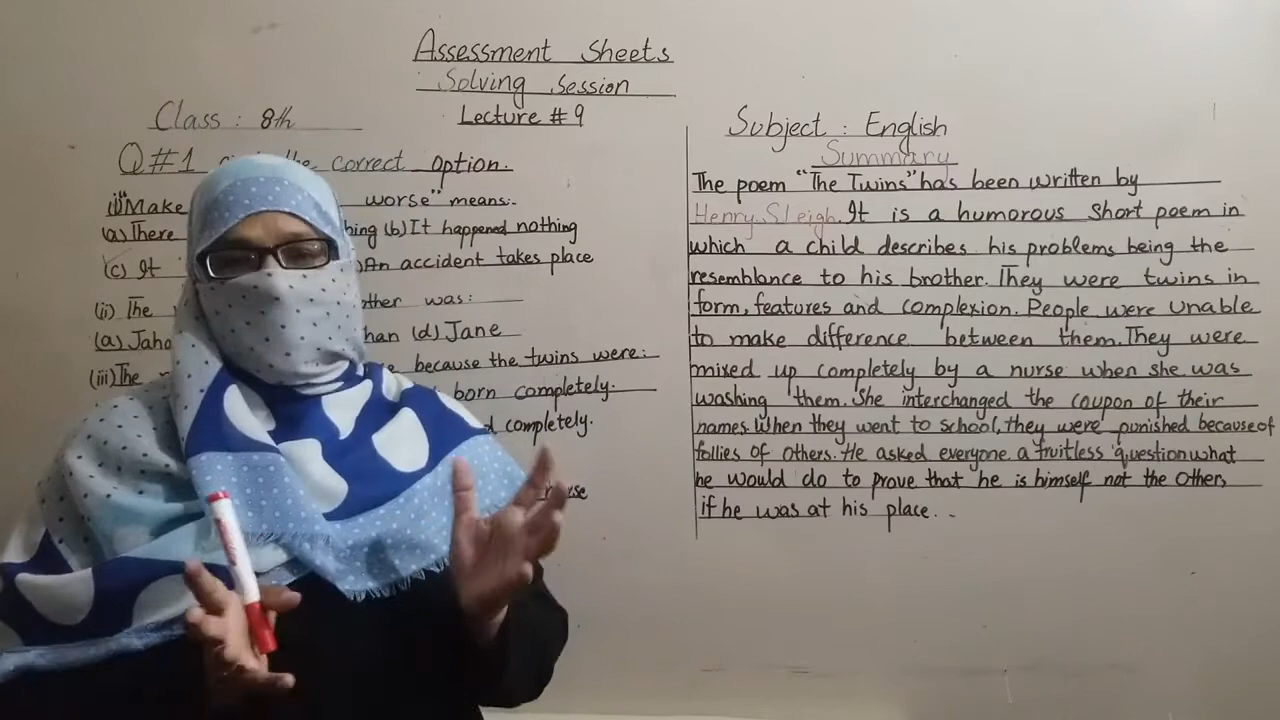 Assessment Sheets
Solving Session
Lecture # 9
Class : 8th
Subject : English
Q#1 the correct option.
(i) "Make worse" means:-
(a) There (b) It happened nothing
(c) It An accident takes place
(ii) The was:
(a) (d) Jane
(iii) The because the twins were:
born completely.
completely.
Summary
The poem "The Twins" has been written by
Henry Sleigh. It is a humorous short poem in
which a child describes his problems being the
resemblance to his brother. They were twins in
form, features and complexion. People were unable
to make difference between them. They were
mixed up completely by a nurse when she was
washing them. She interchanged the coupon of their
names. When they went to school, they were punished because of
follies of others. He asked everyone a fruitless question what
he would do to prove that he is himself not the others
if he was at his place..